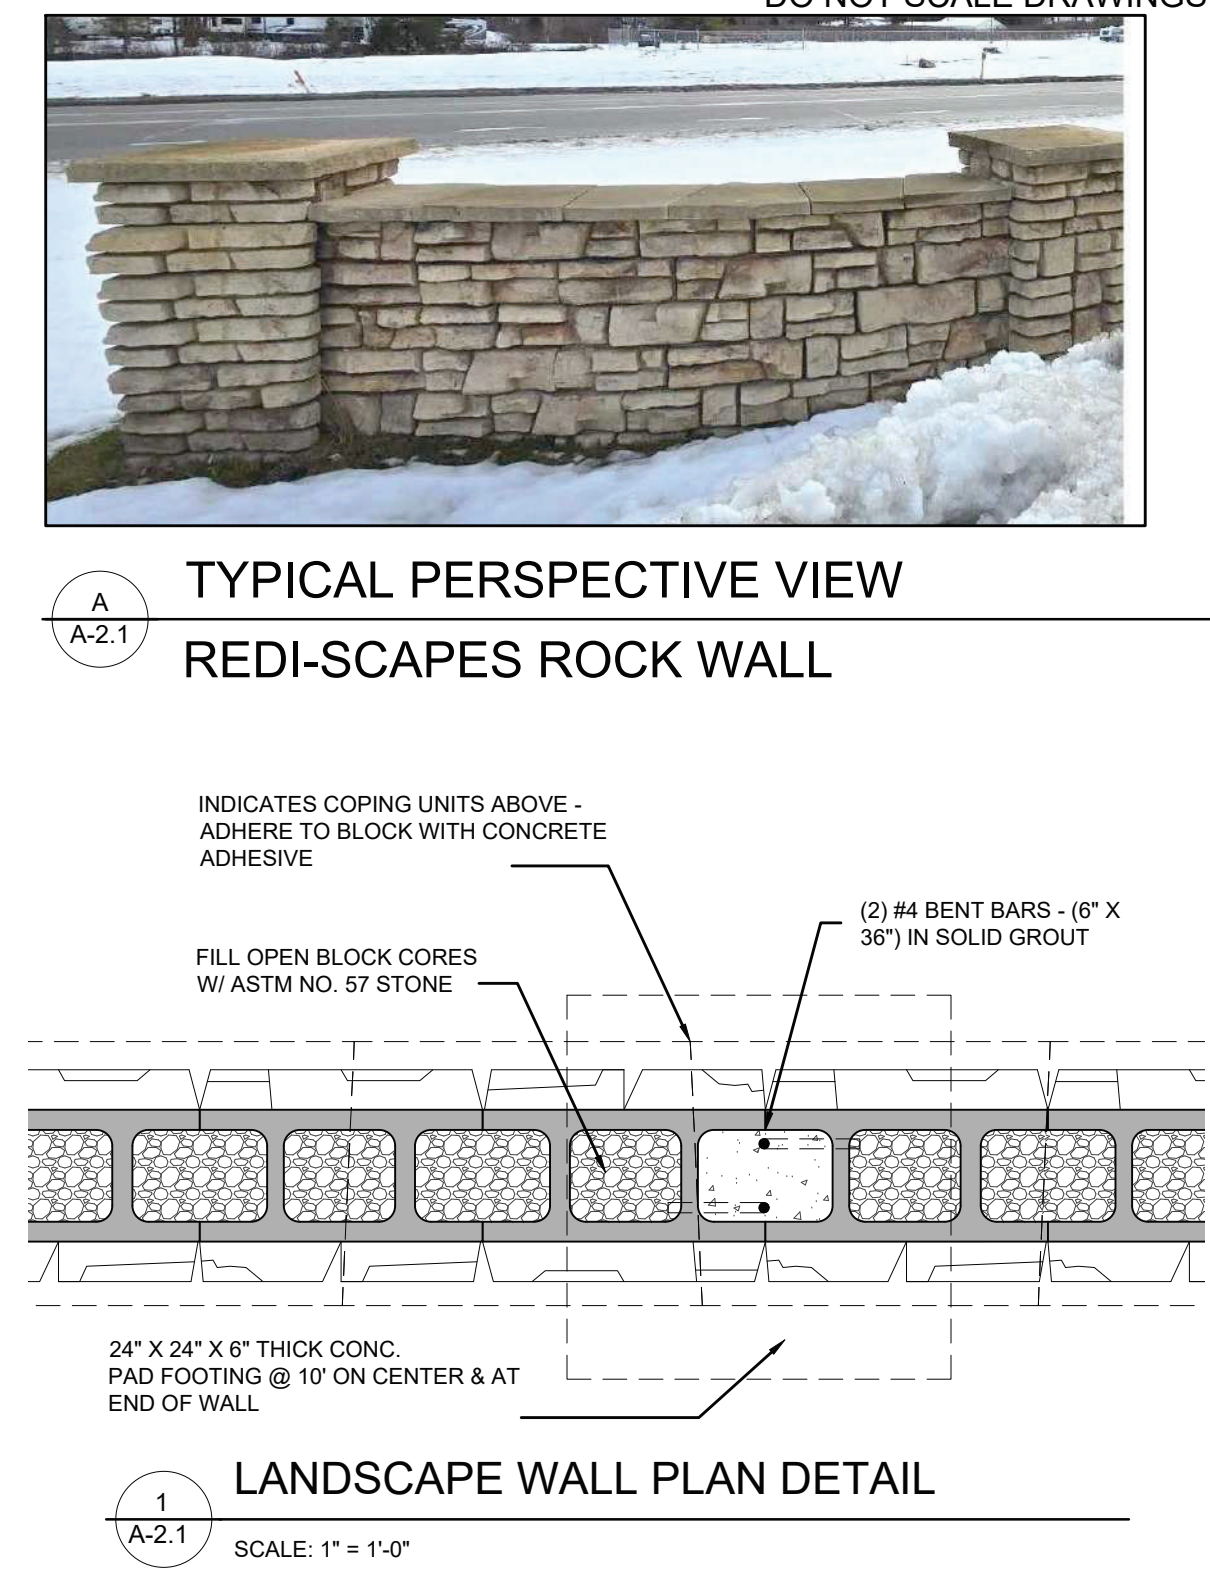 DO NOT SCALE DRAWINGS
TYPICAL PERSPECTIVE VIEW
A
A-2.1
REDI-SCAPES ROCK WALL
INDICATES COPING UNITS ABOVE -
ADHERE TO BLOCK WITH CONCRETE
ADHESIVE
(2) #4 BENT BARS - (6" X
36") IN SOLID GROUT
FILL OPEN BLOCK CORES
W/ ASTM NO. 57 STONE
24" X 24" X 6" THICK CONC.
PAD FOOTING @ 10' ON CENTER & AT
END OF WALL
LANDSCAPE WALL PLAN DETAIL
1
A-2.1
SCALE: 1" = 1'-0"